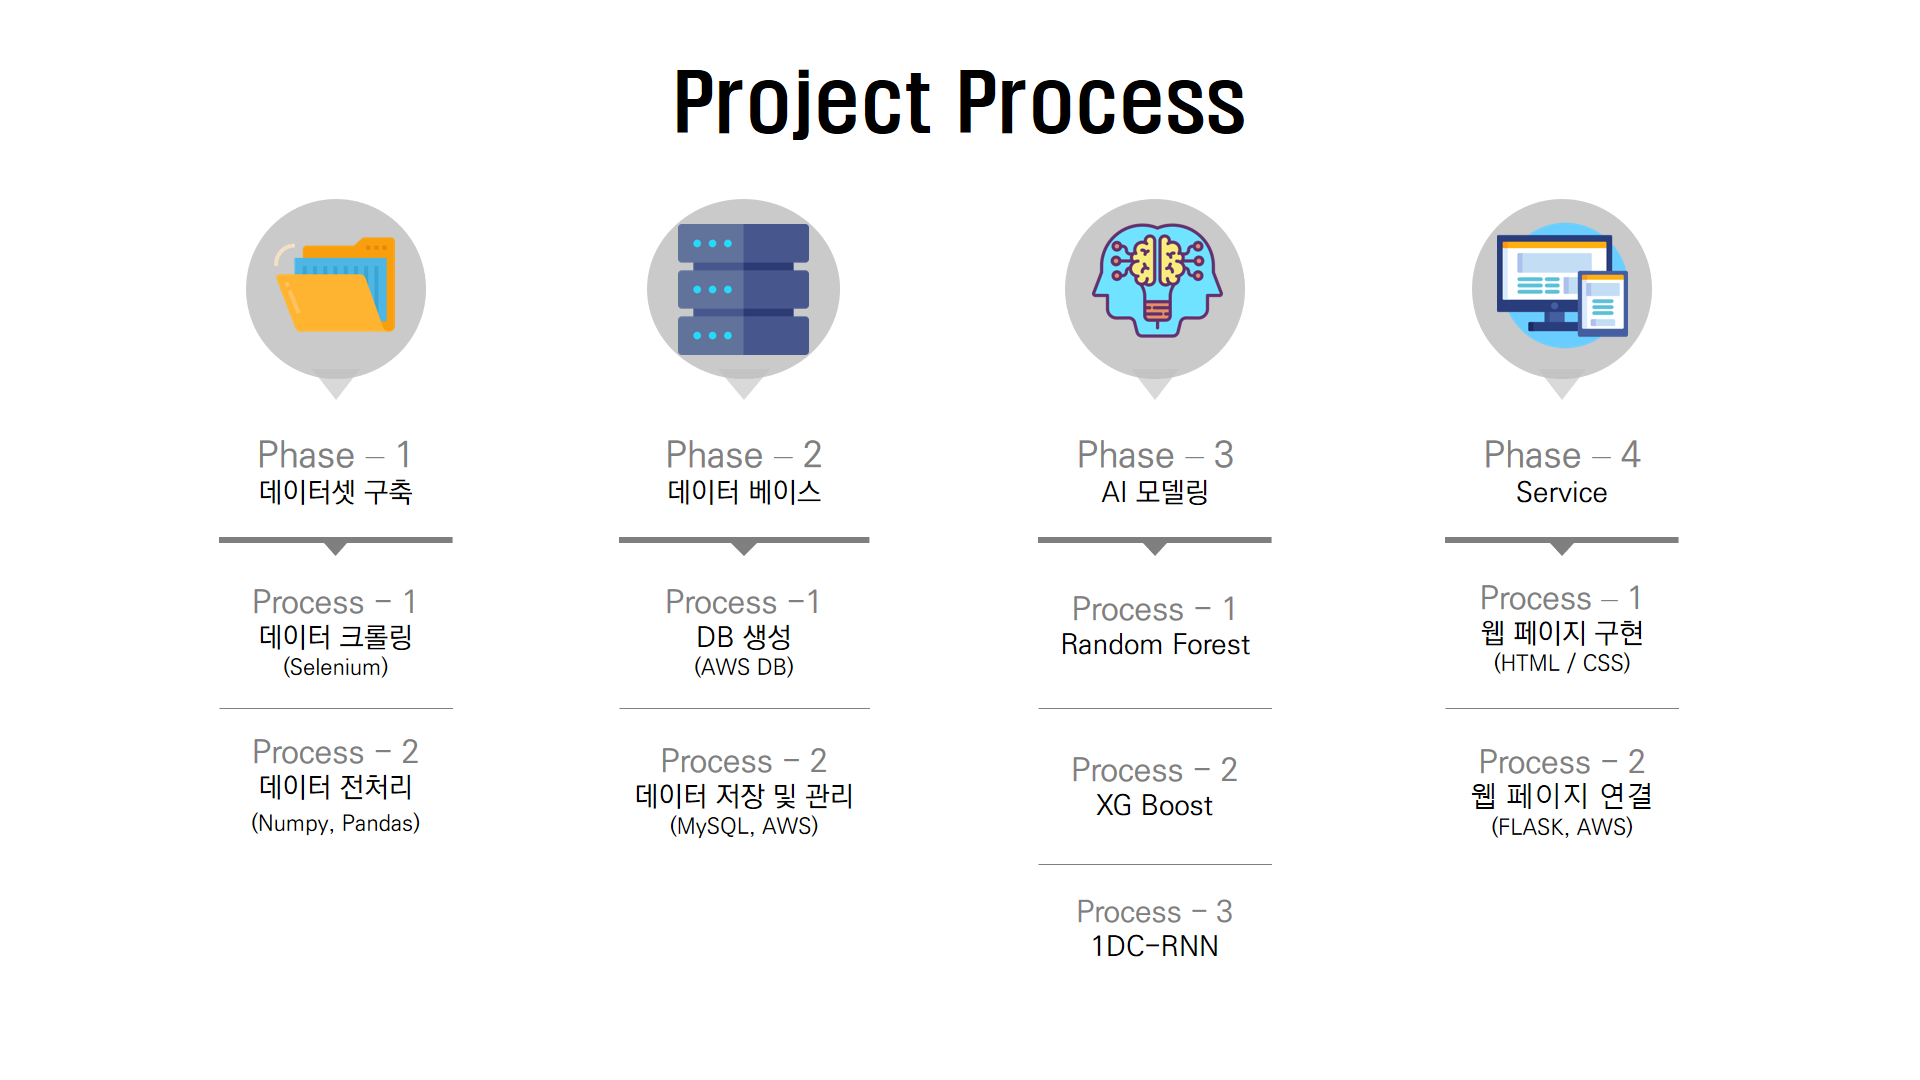 Project Process
Phase – 1
데이터셋 구축
Process - 1
데이터 크롤링
(Selenium)
Process - 2
데이터 전처리
(Numpy, Pandas)
Phase – 2
데이터 베이스
Process -1
DB 생성
(AWS DB)
Process - 2
데이터 저장 및 관리
(MySQL, AWS)
Phase – 3
AI 모델링
Process - 1
Random Forest
Process - 2
XG Boost
Process - 3
1DC-RNN
Phase – 4
Service
Process – 1
웹 페이지 구현
(HTML / CSS)
Process - 2
웹 페이지 연결
(FLASK, AWS)